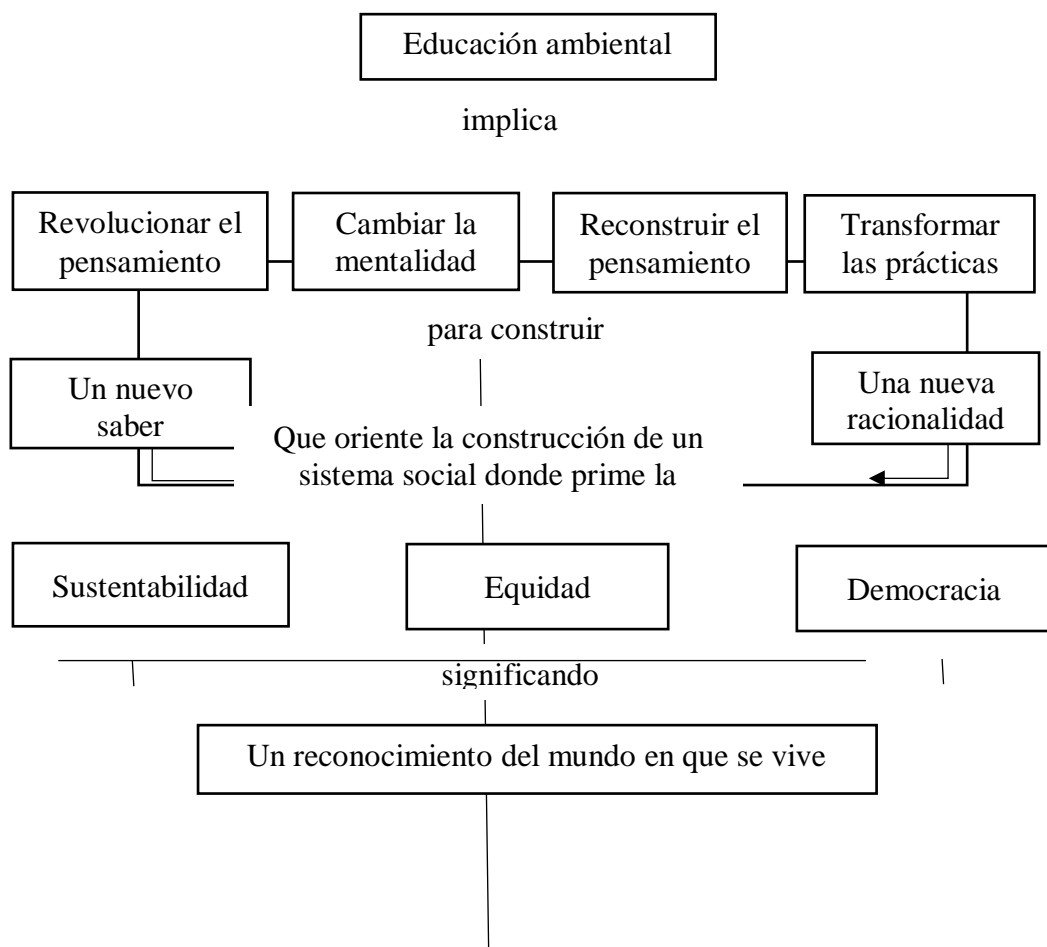 Educación ambiental
implica
Revolucionar el
pensamiento
Cambiar la
mentalidad
Reconstruir el
pensamiento
Transformar
las prácticas
para construir
Un nuevo
saber
Una nueva
racionalidad
Que oriente la construcción de un
sistema social donde prime la
Sustentabilidad
Equidad
Democracia
significando
Un reconocimiento del mundo en que se vive